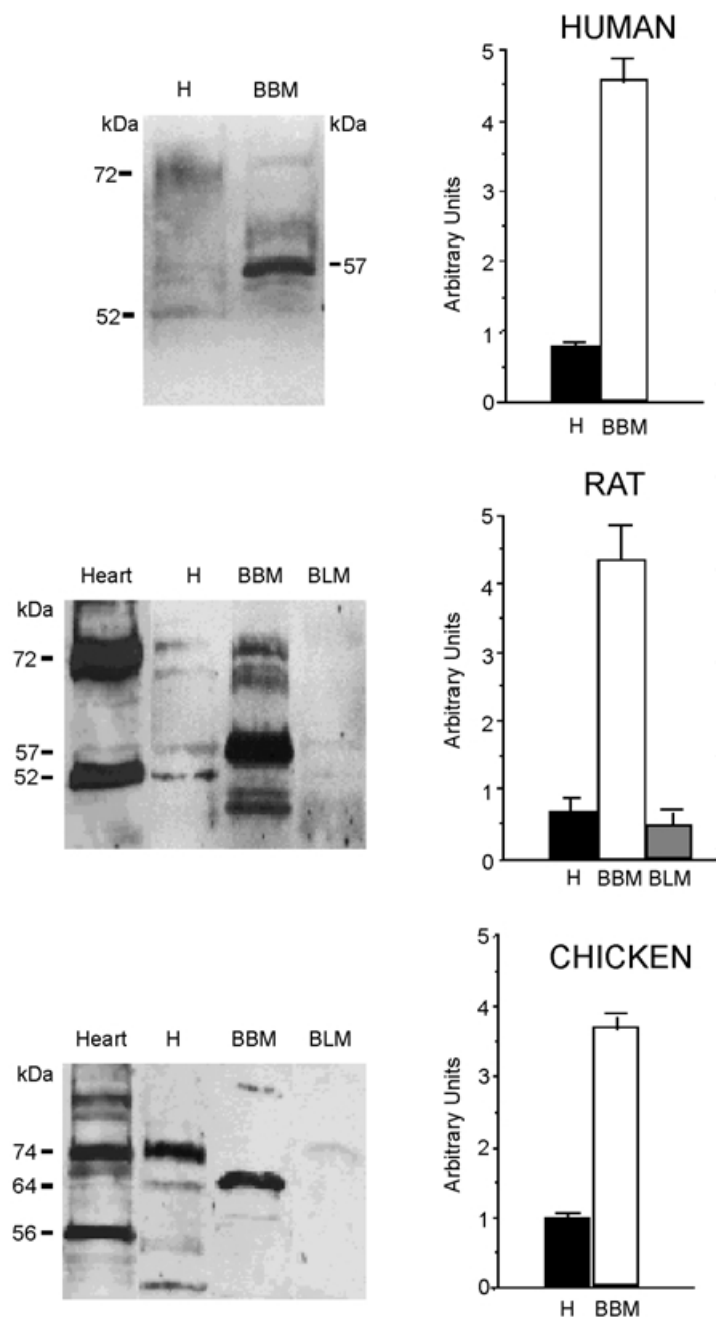 H BBM
kDa kDa
72
57
52
HUMAN
5
4
3
2
1
0
Arbitrary Units
H BBM
Heart H BBM BLM
kDa
72
57
52
RAT
5
4
3
2
1
0
Arbitrary Units
H BBM BLM
Heart H BBM BLM
kDa
74
64
56
CHICKEN
5
4
3
2
1
0
Arbitrary Units
H BBM